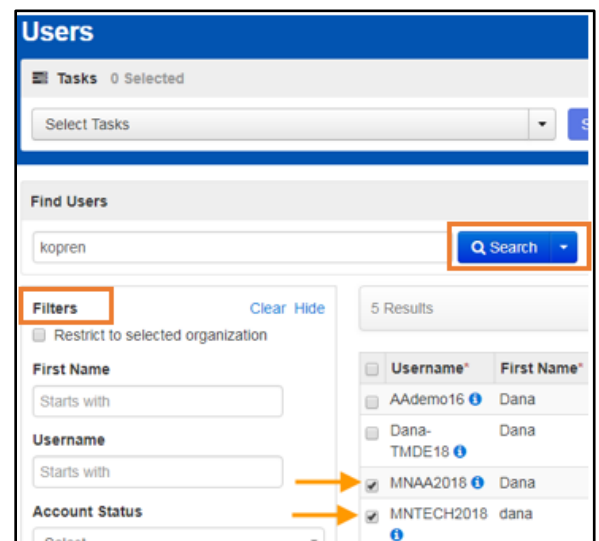 Users
Tasks 0 Selected
Select Tasks
Find Users
kopren Search
Filters Clear Hide 5 Results
Restrict to selected organization
First Name Username* First Name*
Starts with AAdemo16 Dana
Username Dana- Dana
TMDE18
Starts with MNAA2018 Dana
Account Status MNTECH2018 dana